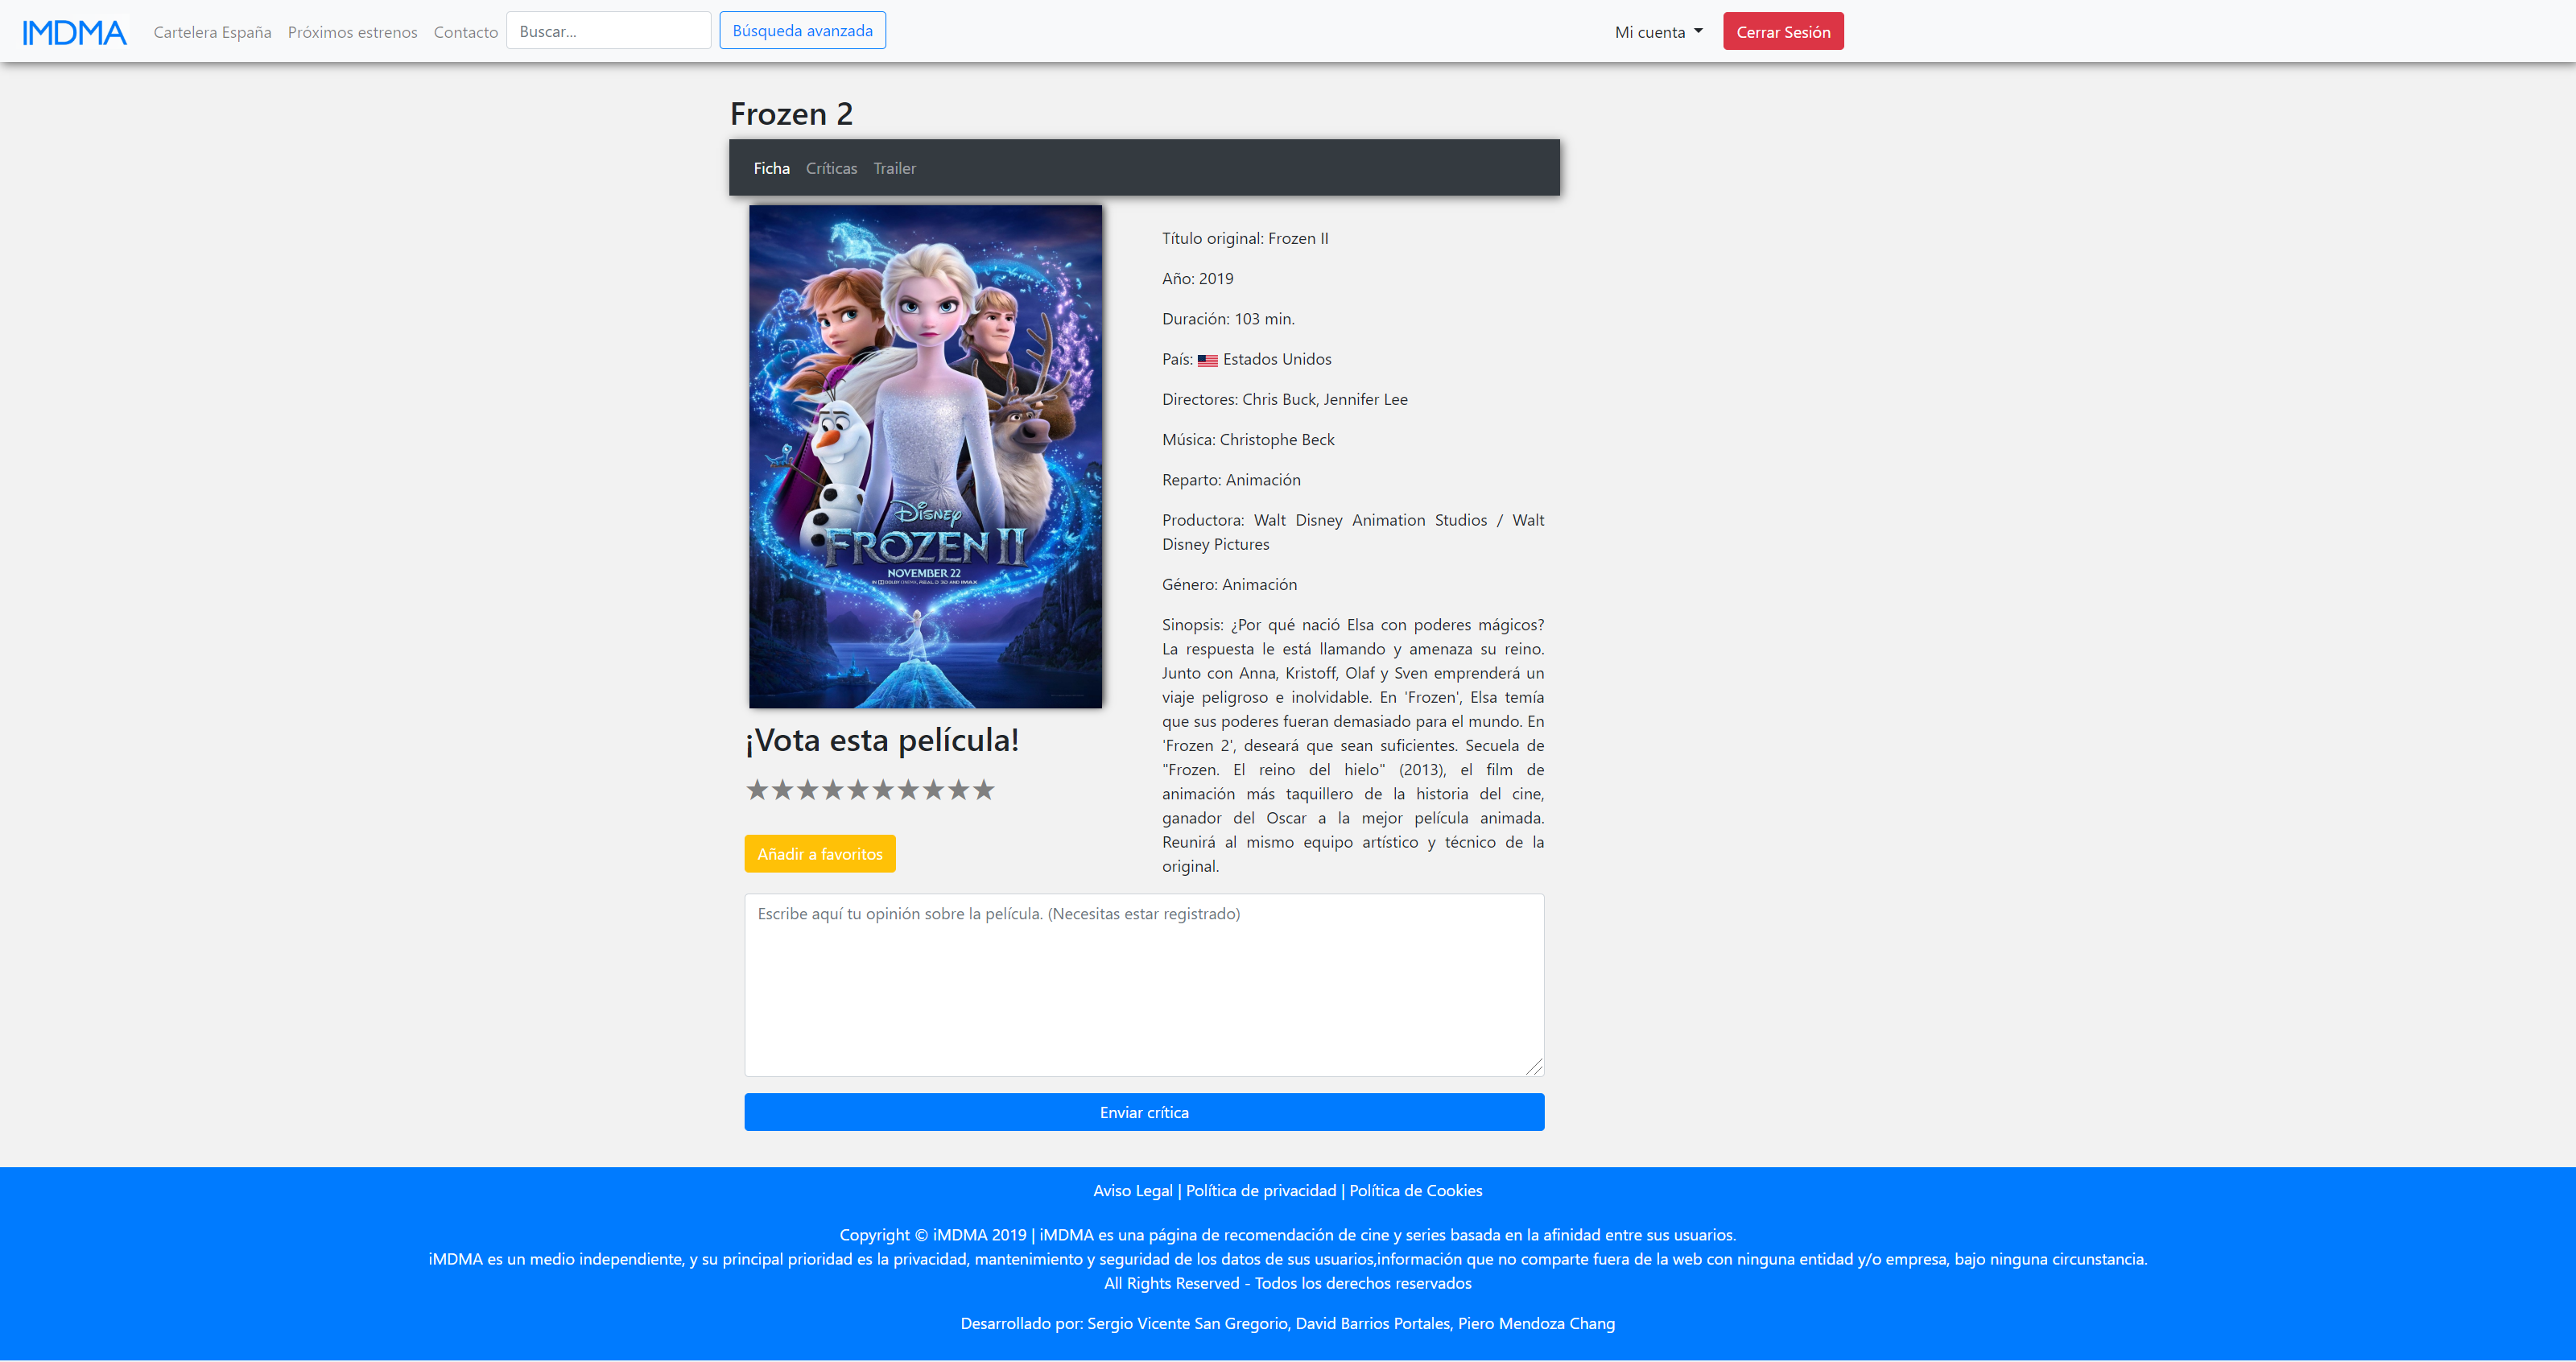 IMDMA Cartelera España Próximos estrenos Contacto Buscar... Búsqueda avanzada Mi cuenta Cerrar Sesión
Frozen 2
Ficha Críticas Trailer
Disney
FROZEN II
NOVEMBER 22
Título original: Frozen II
Año: 2019
Duración: 103 min.
País: Estados Unidos
Directores: Chris Buck, Jennifer Lee
Música: Christophe Beck
Reparto: Animación
Productora: Walt Disney Animation Studios / Walt
Disney Pictures
Género: Animación
Sinopsis: ¿Por qué nació Elsa con poderes mágicos?
La respuesta le está llamando y amenaza su reino.
Junto con Anna, Kristoff, Olaf y Sven emprenderá un
viaje peligroso e inolvidable. En 'Frozen', Elsa temía
que sus poderes fueran demasiado para el mundo. En
'Frozen 2', deseará que sean suficientes. Secuela de
"Frozen. El reino del hielo" (2013), el film de
animación más taquillero de la historia del cine,
ganador del Oscar a la mejor película animada.
Reunirá al mismo equipo artístico y técnico de la
original.
¡Vota esta película!
★★★★★★★★★★
Añadir a favoritos
Escribe aquí tu opinión sobre la película. (Necesitas estar registrado)
Enviar crítica
Aviso Legal | Política de privacidad | Política de Cookies
Copyright © iMDMA 2019 | iMDMA es una página de recomendación de cine y series basada en la afinidad entre sus usuarios.
iMDMA es un medio independiente, y su principal prioridad es la privacidad, mantenimiento y seguridad de los datos de sus usuarios,información que no comparte fuera de la web con ninguna entidad y/o empresa, bajo ninguna circunstancia.
All Rights Reserved - Todos los derechos reservados
Desarrollado por: Sergio Vicente San Gregorio, David Barrios Portales, Piero Mendoza Chang